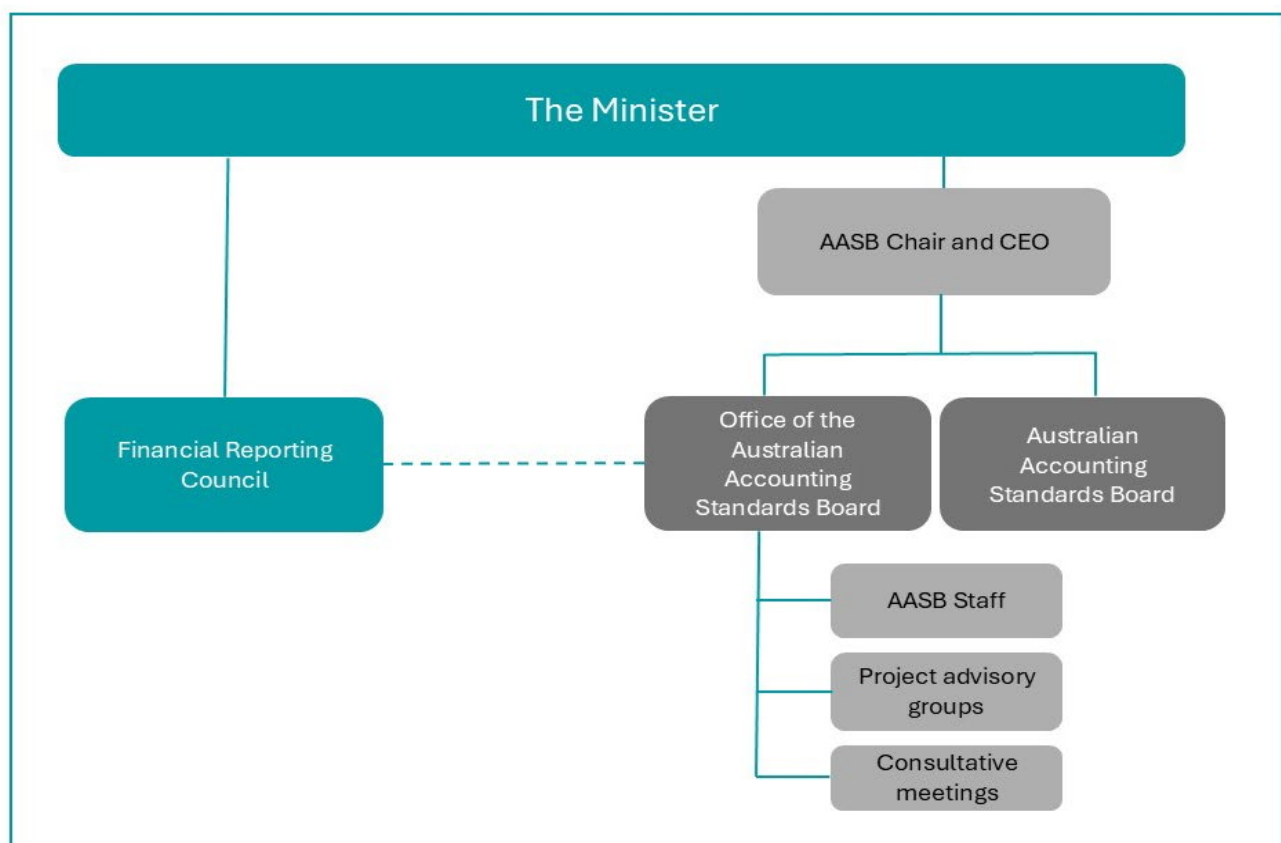 The Minister
AASB Chair and CEO
Financial Reporting
Council
Office of the
Australian
Accounting
Standards Board
Australian
Accounting
Standards Board
AASB Staff
Project advisory
groups
Consultative
meetings